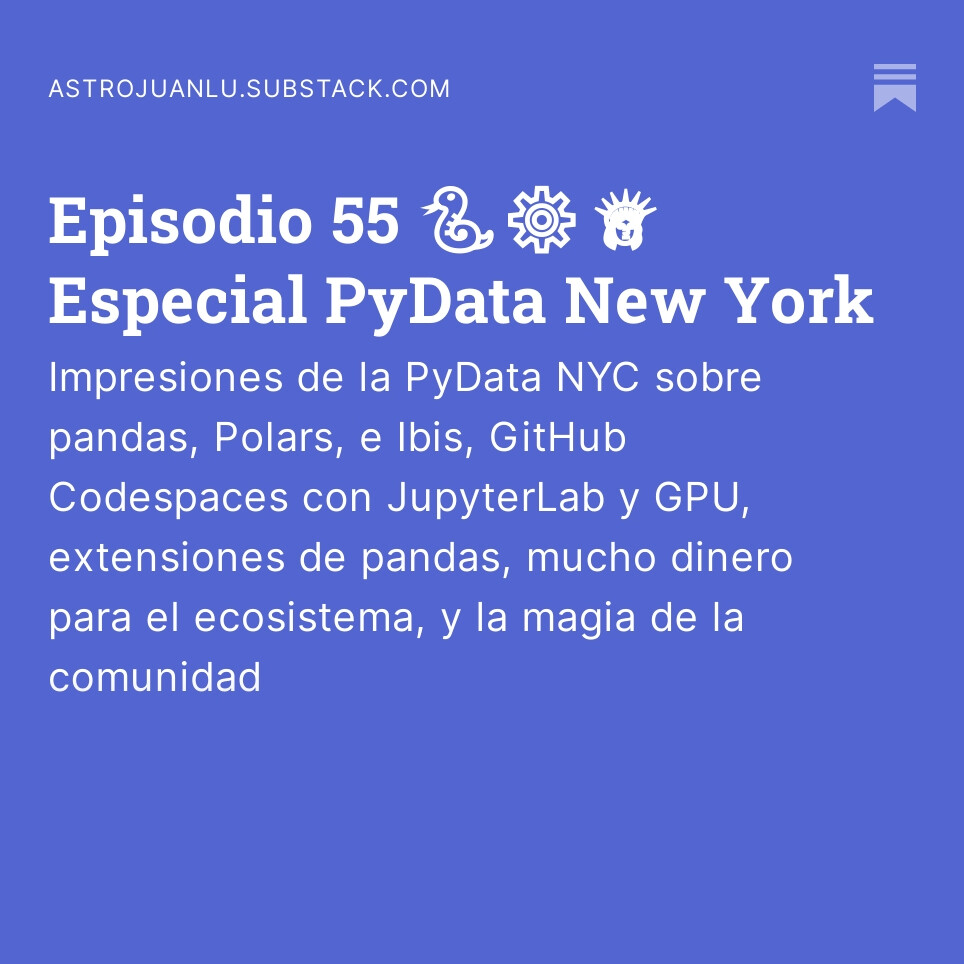 ASTROJUANLU.SUBSTACK.COM
Episodio 55 🐍⚙️🗽
Especial PyData New York
Impresiones de la PyData NYC sobre
pandas, Polars, e Ibis, GitHub
Codespaces con JupyterLab y GPU,
extensiones de pandas, mucho dinero
para el ecosistema, y la magia de la
comunidad